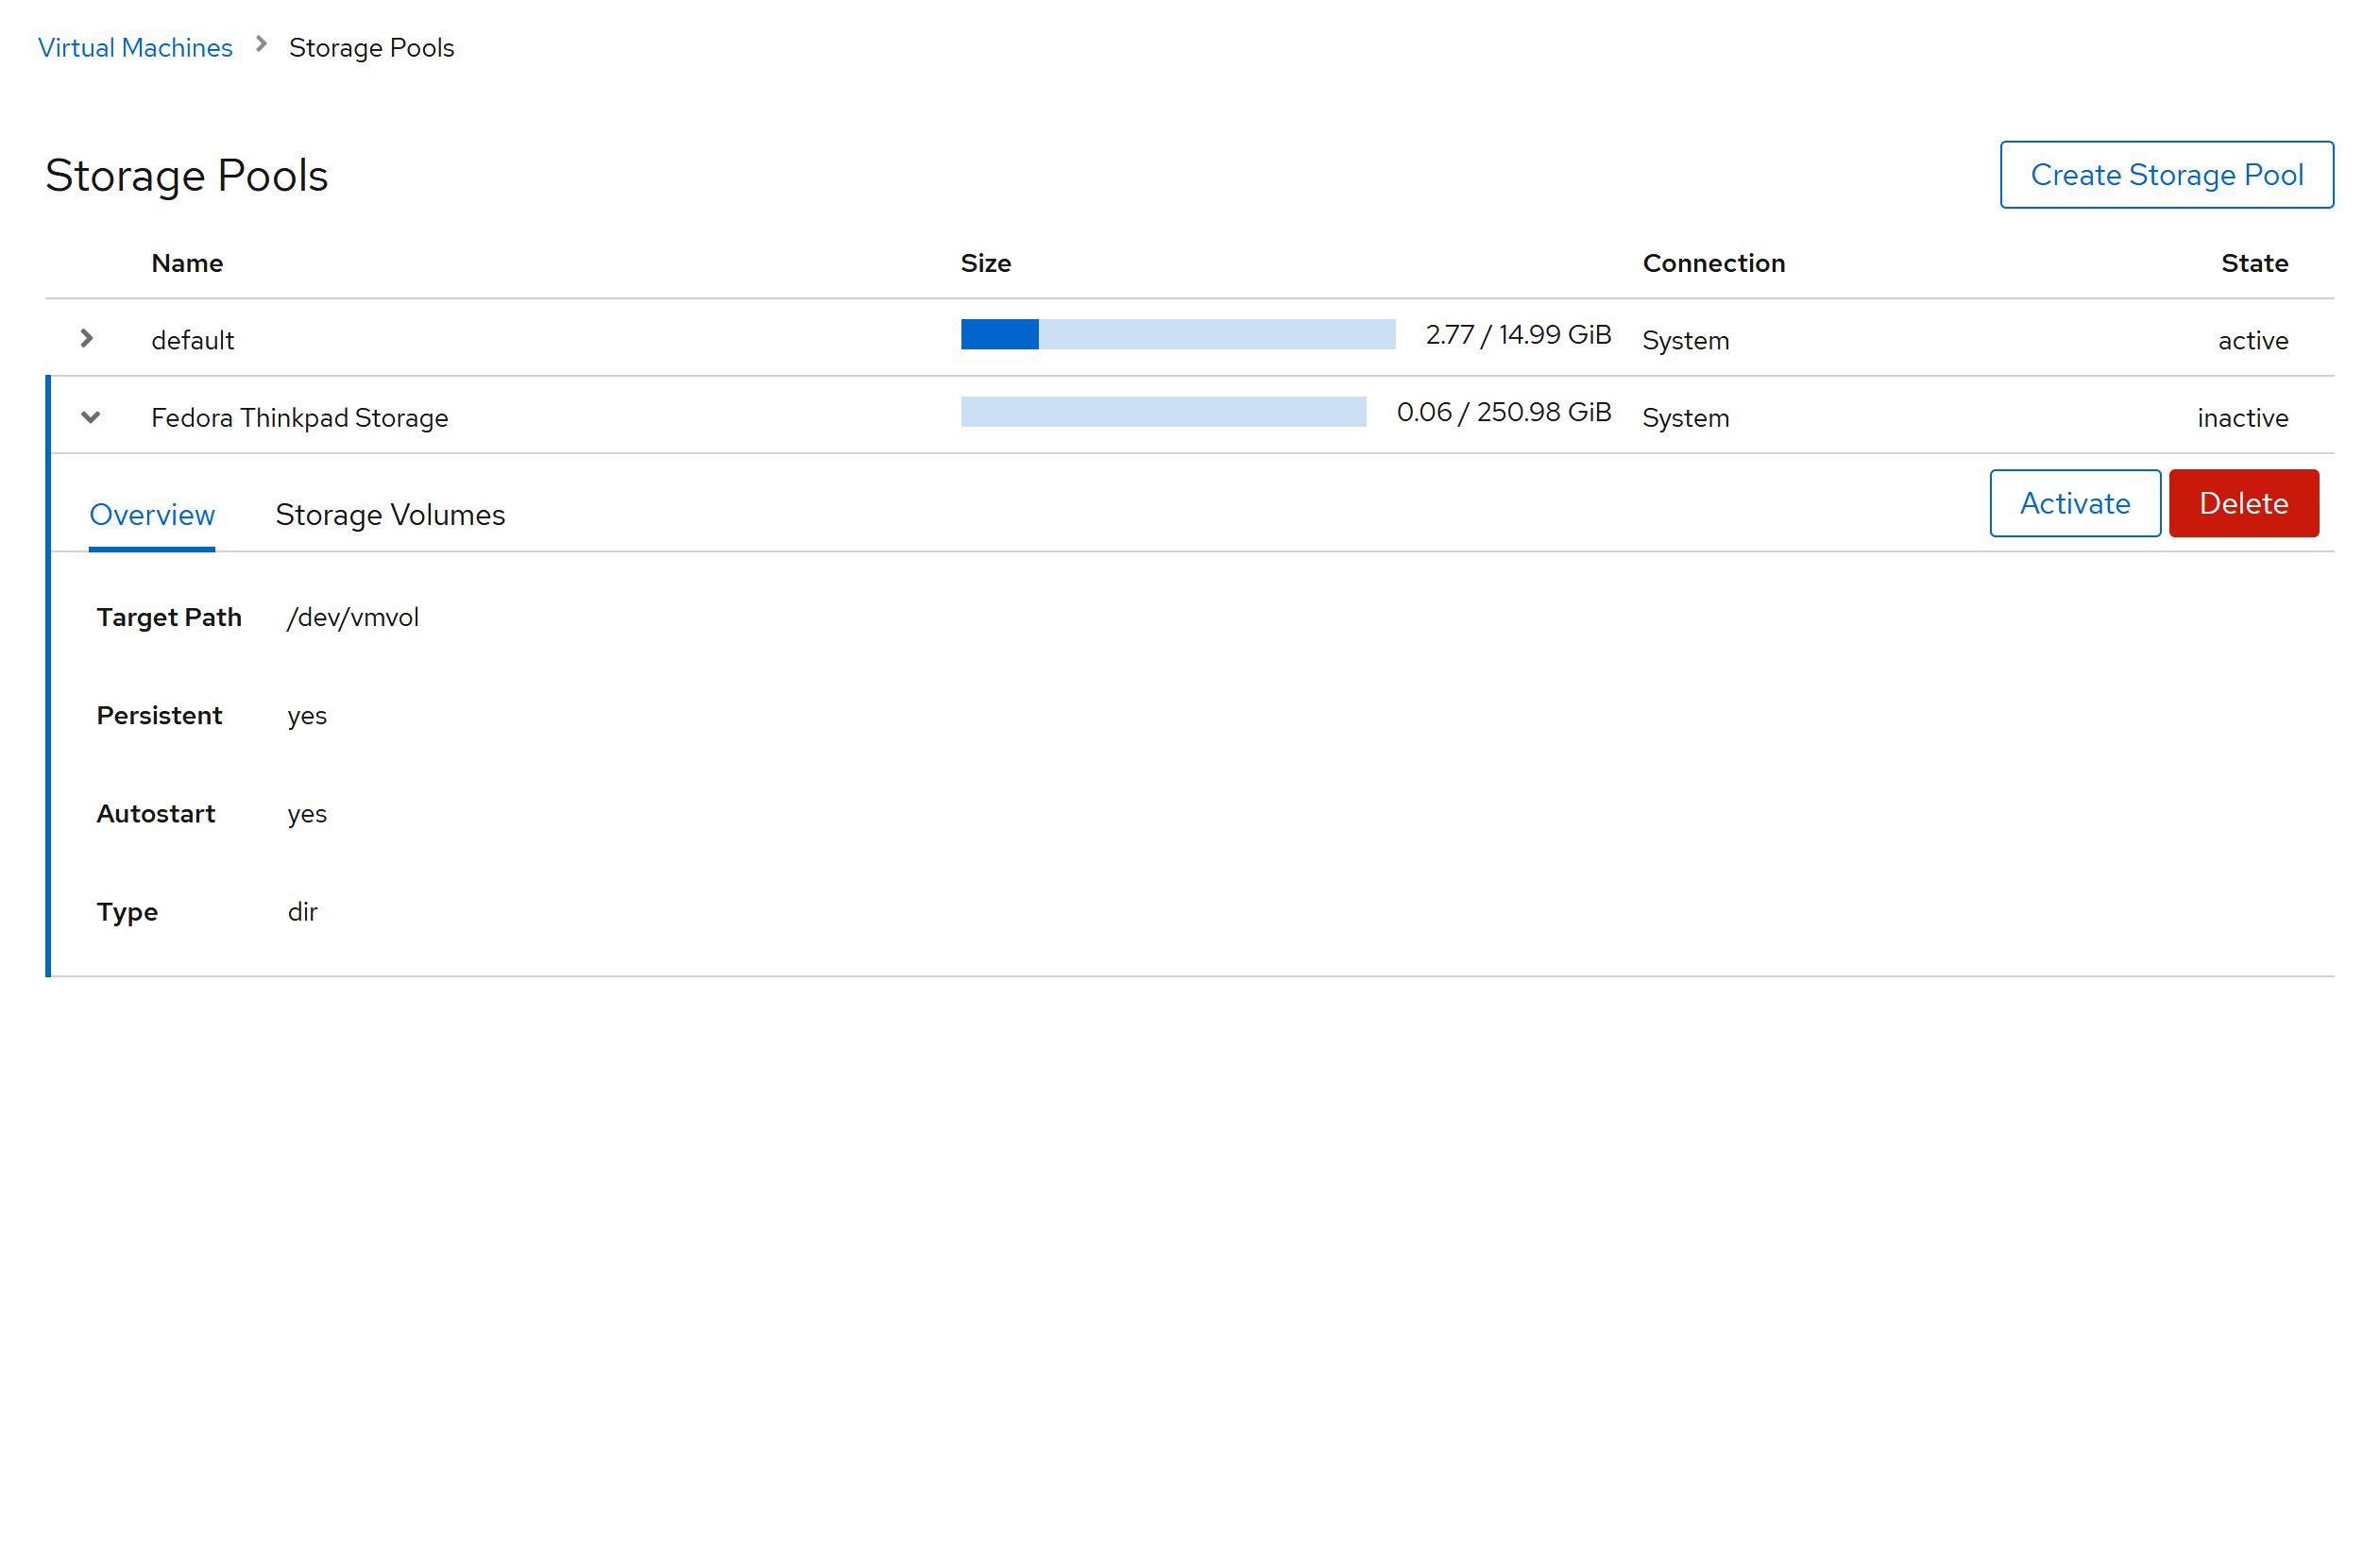 Virtual Machines Storage Pools
Storage Pools Create Storage Pool
Name Size Connection State
default 2.77 / 14.99 GiB System active
Fedora Thinkpad Storage 0.06 / 250.98 GiB System inactive
Overview Storage Volumes Activate Delete
Target Path /dev/vmvol
Persistent yes
Autostart yes
Type dir